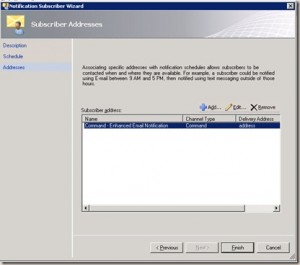 Notification Subscriber Wizard
Subscriber Addresses
Description
Schedule
Addresses
Associating specific addresses with notification schedules allows subscribers to
contacted when and where they are available. For example, a subscriber could be notified
using E-mail between 9 AM and 5 PM, then notified using text messaging outside of those
hours.
Subscriber address:
Add...
Edit...
Remove
Name
Channel Type
Delivery Address
Command - Enhanced Email Notification
Command
address
< Previous
Next >
Finish
Cancel